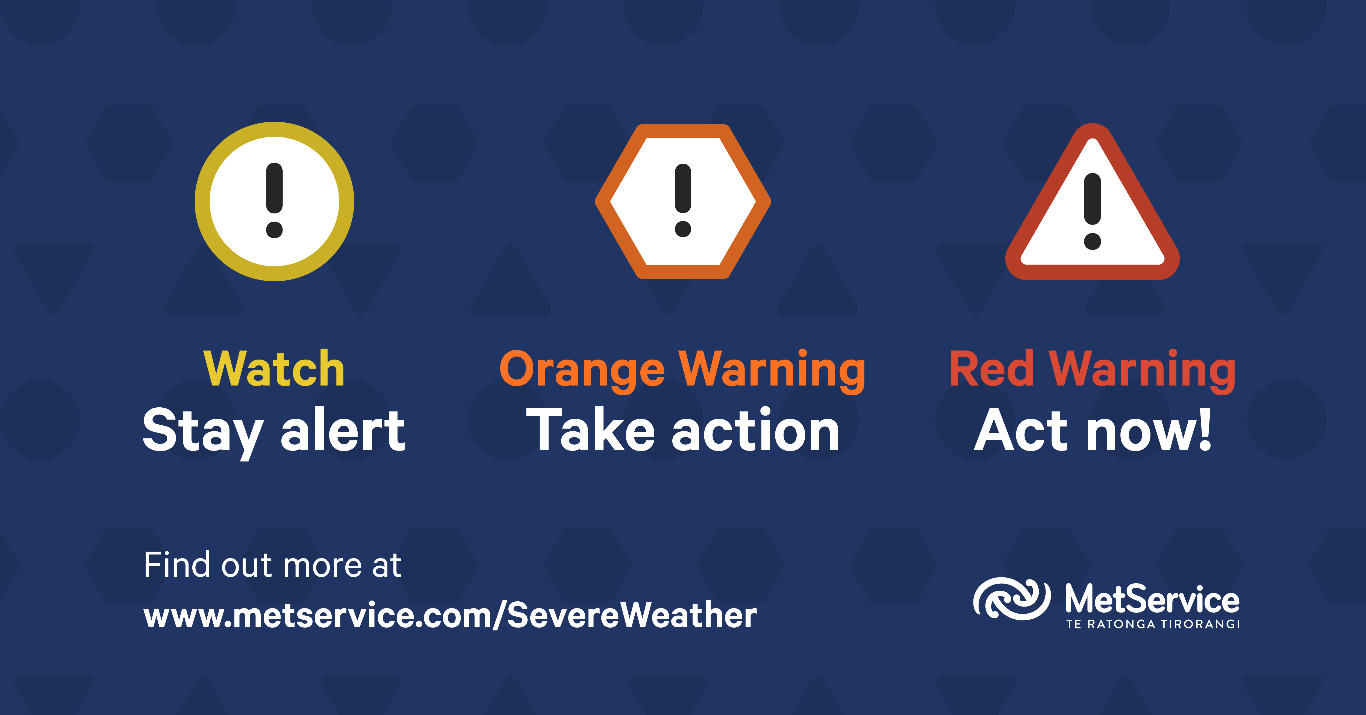 !
!
!
Watch
Stay alert
Orange Warning
Take action
Red Warning
Act now!
Find out more at
www.metservice.com/SevereWeather
MetService
TE RATONGA TIRORANGI